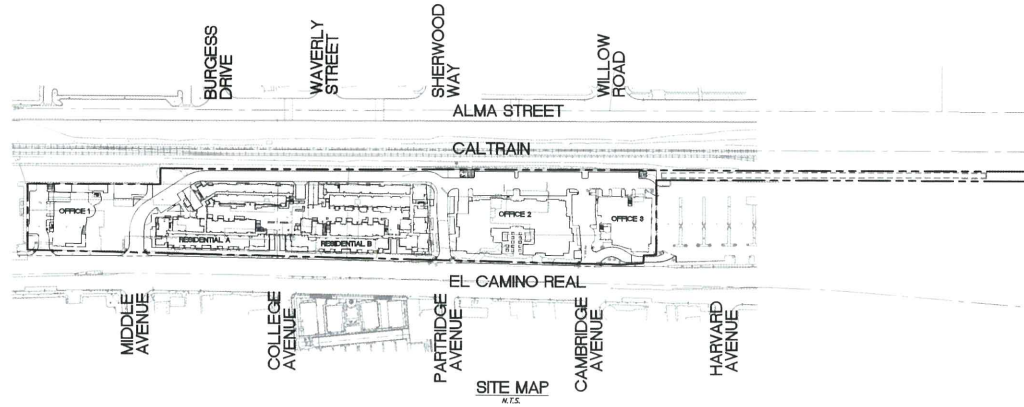 BURGESS
DRIVE
WAVERLY
STREET
SHERWOOD
WAY
WILLOW
ROAD
ALMA STREET
CALTRAIN
OFFICE 1
RESIDENTIAL A
RESIDENTIAL B
OFFICE 2
OFFICE 3
EL CAMINO REAL
MIDDLE
AVENUE
COLLEGE
AVENUE
PARTRIDGE
AVENUE
CAMBRIDGE
AVENUE
HARVARD
AVENUE
SITE MAP
N.T.S.